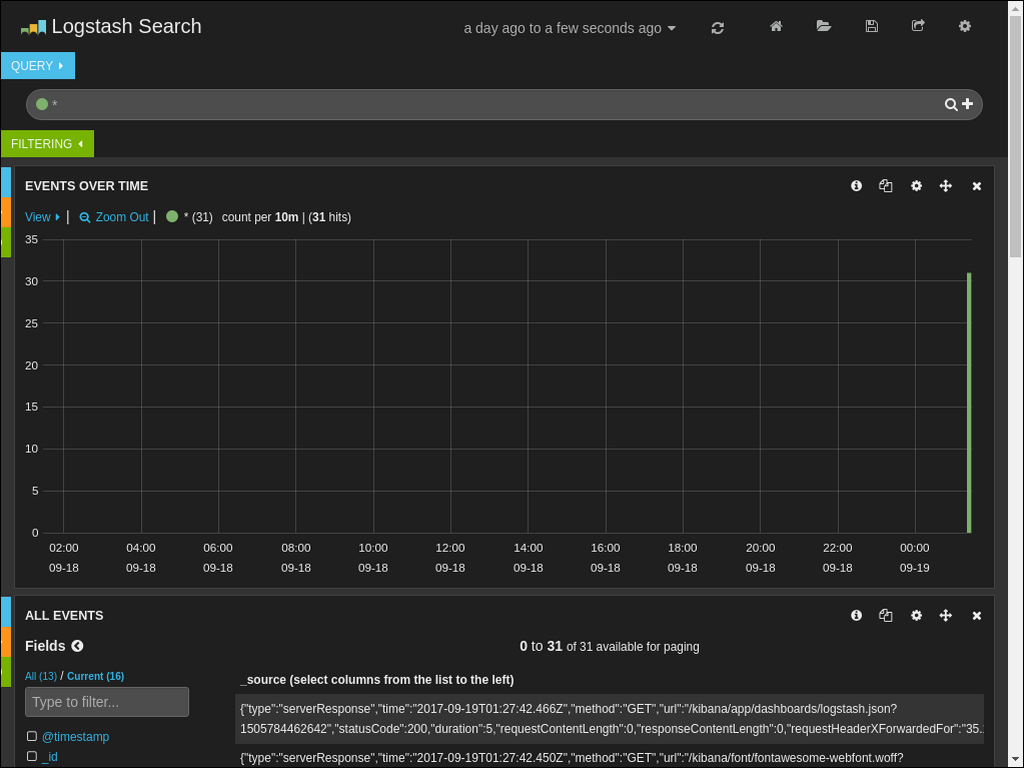 Logstash Search
a day ago to a few seconds ago
QUERY
*
FILTERING
EVENTS OVER TIME
View | Zoom Out | * (31) count per 10m | (31 hits)
35
30
25
20
15
10
5
0
02:00 04:00 06:00 08:00 10:00 12:00 14:00 16:00 18:00 20:00 22:00 00:00
09-18 09-18 09-18 09-18 09-18 09-18 09-18 09-18 09-18 09-18 09-18 09-19
ALL EVENTS
Fields
0 to 31 of 31 available for paging
All (13) / Current (16)
Type to filter...
@timestamp
_id
_source (select columns from the list to the left)
{"type":"serverResponse","time":"2017-09-19T01:27:42.466Z","method":"GET","url":"/kibana/app/dashboards/logstash.json?
1505784462642","statusCode":200,"duration":5,"requestContentLength":0,"responseContentLength":0,"requestHeaderXForwardedFor":"35.
{"type":"serverResponse","time":"2017-09-19T01:27:42.450Z","method":"GET","url":"/kibana/font/fontawesome-webfont.woff?